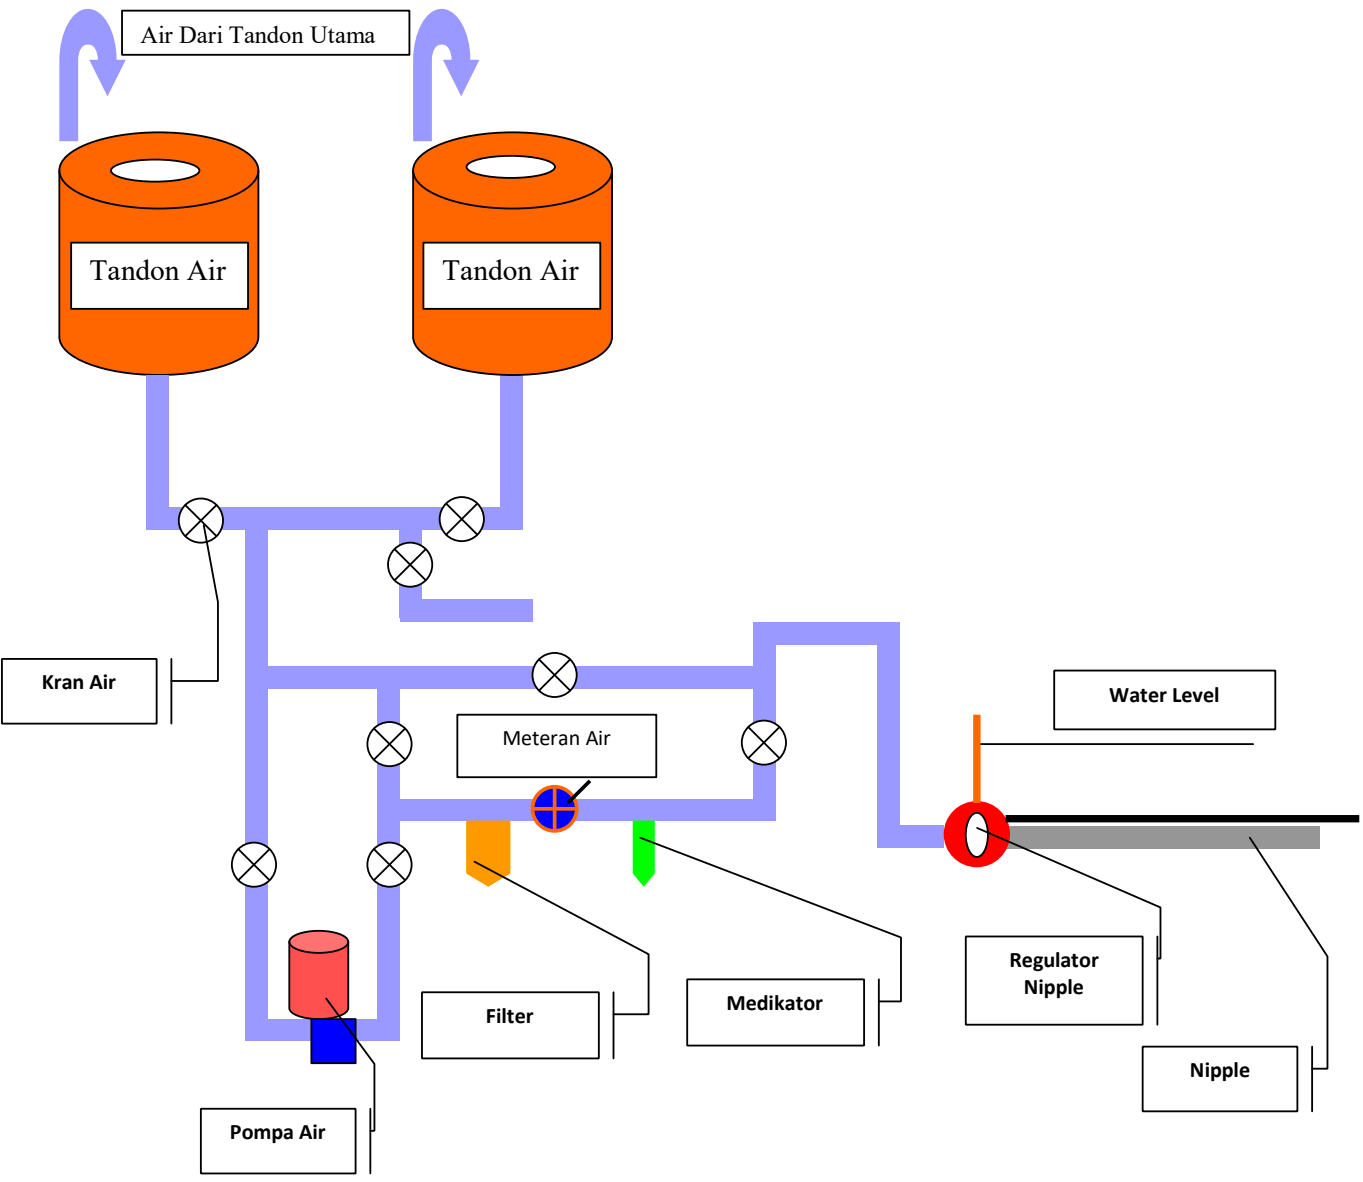 Air Dari Tandon Utama
Tandon Air
Tandon Air
Kran Air
Water Level
Meteran Air
Regulator
Nipple
Medikator
Filter
Nipple
Pompa Air